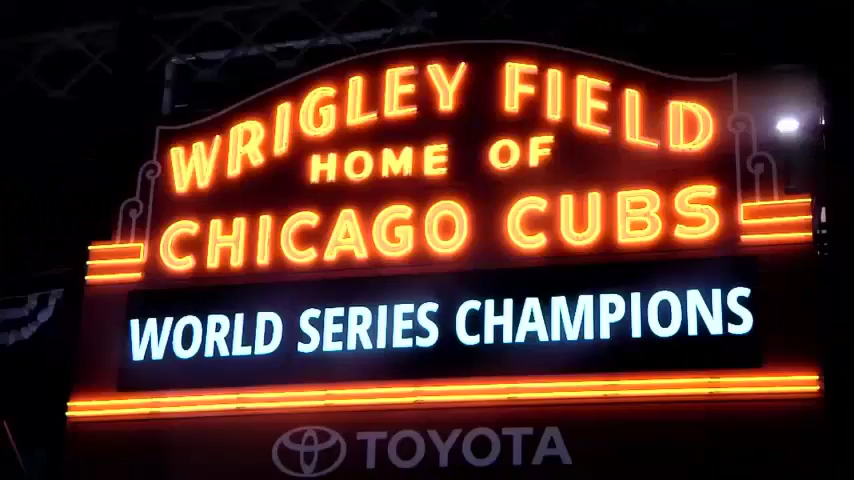 WRIGLEY FIELD
HOME OF
CHICAGO CUBS
WORLD SERIES CHAMPIONS
TOYOTA